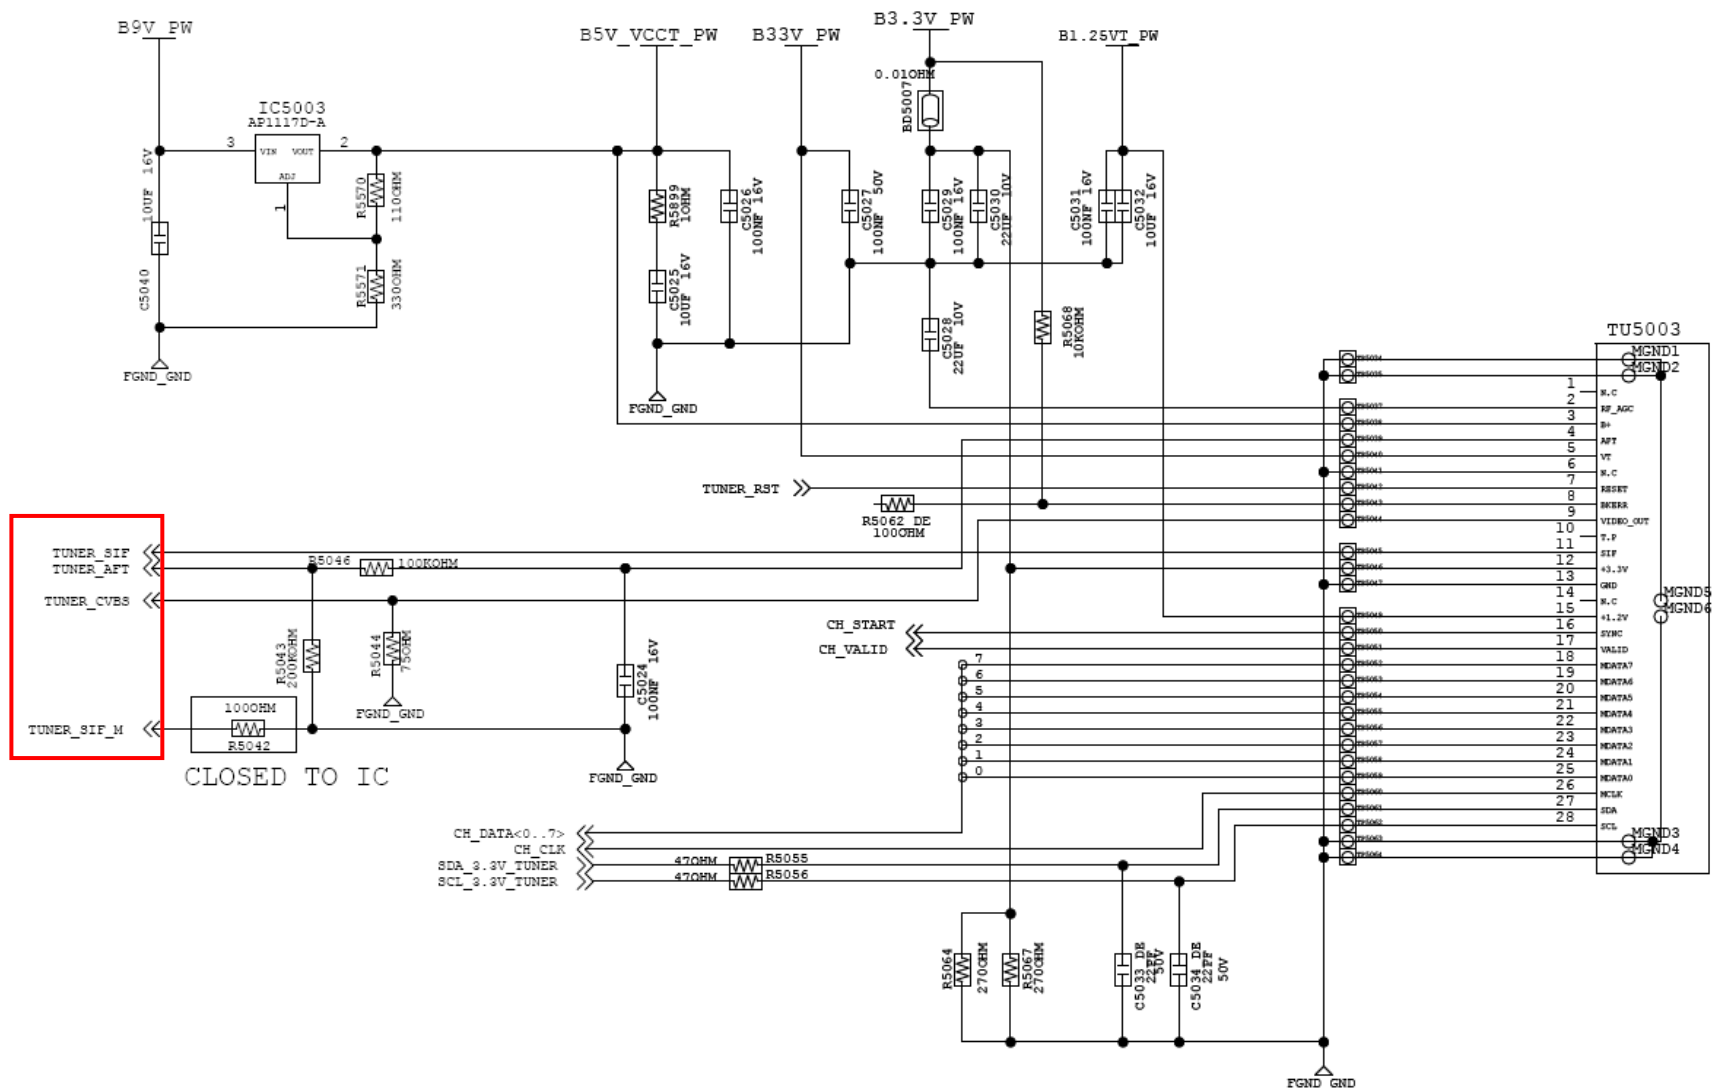 B9V_PW
B5V_VCCT_PW
B33V_PW
B3.3V_PW
B1.25VT_PW
0.01OHM
BD5007
IC5003
AP1117D-A
3
VIN
VOUT
2
ADJ
1
10UF 16V
C5040
R5570
110OHM
R5571
330OHM
FGND_GND
R5899
1OHM
C5025
10UF 16V
C5026
100NF 16V
FGND_GND
C5027
100NF 50V
C5029
100NF 16V
C5030
22UF 10V
C5031
100NF 16V
C5032
10UF 16V
C5028
22UF 10V
R5068
10KOHM
TU5003
MGND1
MGND2
1 N.C
2 RF_AGC
3 B+
4 AFT
5 VT
6 N.C
7 RESET
8 BKERR
9 VIDEO_OUT
10 T.P
11 SIF
12 +3.3V
13 GND
14 N.C
15 +1.2V
16 SYNC
17 VALID
18 MDATA7
19 MDATA6
20 MDATA5
21 MDATA4
22 MDATA3
23 MDATA2
24 MDATA1
25 MDATA0
26 MCLK
27 SDA
28 SCL
MGND5
MGND6
MGND3
MGND4
TUNER_RST
R5062 DE
100OHM
TUNER_SIF
TUNER_AFT
R5046
100KOHM
TUNER_CVBS
R5043
200KOHM
R5044
75OHM
FGND_GND
C5024
100NF 16V
TUNER_SIF_M
100OHM
R5042
CLOSED TO IC
FGND_GND
CH_START
CH_VALID
7
6
5
4
3
2
1
0
CH_DATA<0..7>
CH_CLK
SDA_3.3V_TUNER
47OHM
R5055
SCL_3.3V_TUNER
47OHM
R5056
R5064
270OHM
R5067
270OHM
C5033 DE
22PF
50V
C5034 DE
22PF
50V
FGND_GND